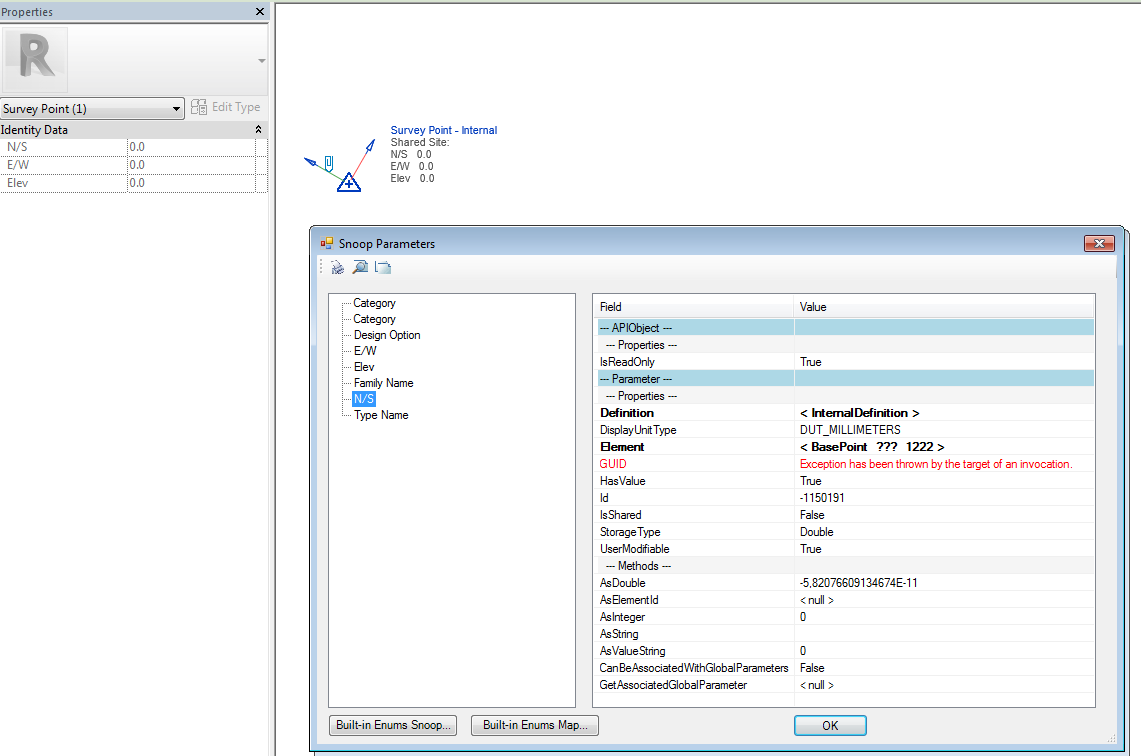 Properties
R
Survey Point (1)
Edit Type
Identity Data
N/S 0.0
E/W 0.0
Elev 0.0
Survey Point - Internal
Shared Site:
N/S 0.0
E/W 0.0
Elev 0.0
Snoop Parameters
Category
Category
Design Option
E/W
Elev
Family Name
N/S
Type Name
Field Value
--- APIObject ---
--- Properties ---
IsReadOnly True
--- Parameter ---
--- Properties ---
Definition < InternalDefinition >
DisplayUnitType DUT_MILLIMETERS
Element < BasePoint ??? 1222 >
GUID Exception has been thrown by the target of an invocation.
HasValue True
Id -1150191
IsShared False
StorageType Double
UserModifiable True
--- Methods ---
AsDouble -5,82076609134674E-11
AsElementId < null >
AsInteger 0
AsString
AsValueString 0
CanBeAssociatedWithGlobalParameters False
GetAssociatedGlobalParameter < null >
Built-in Enums Snoop... Built-in Enums Map... OK